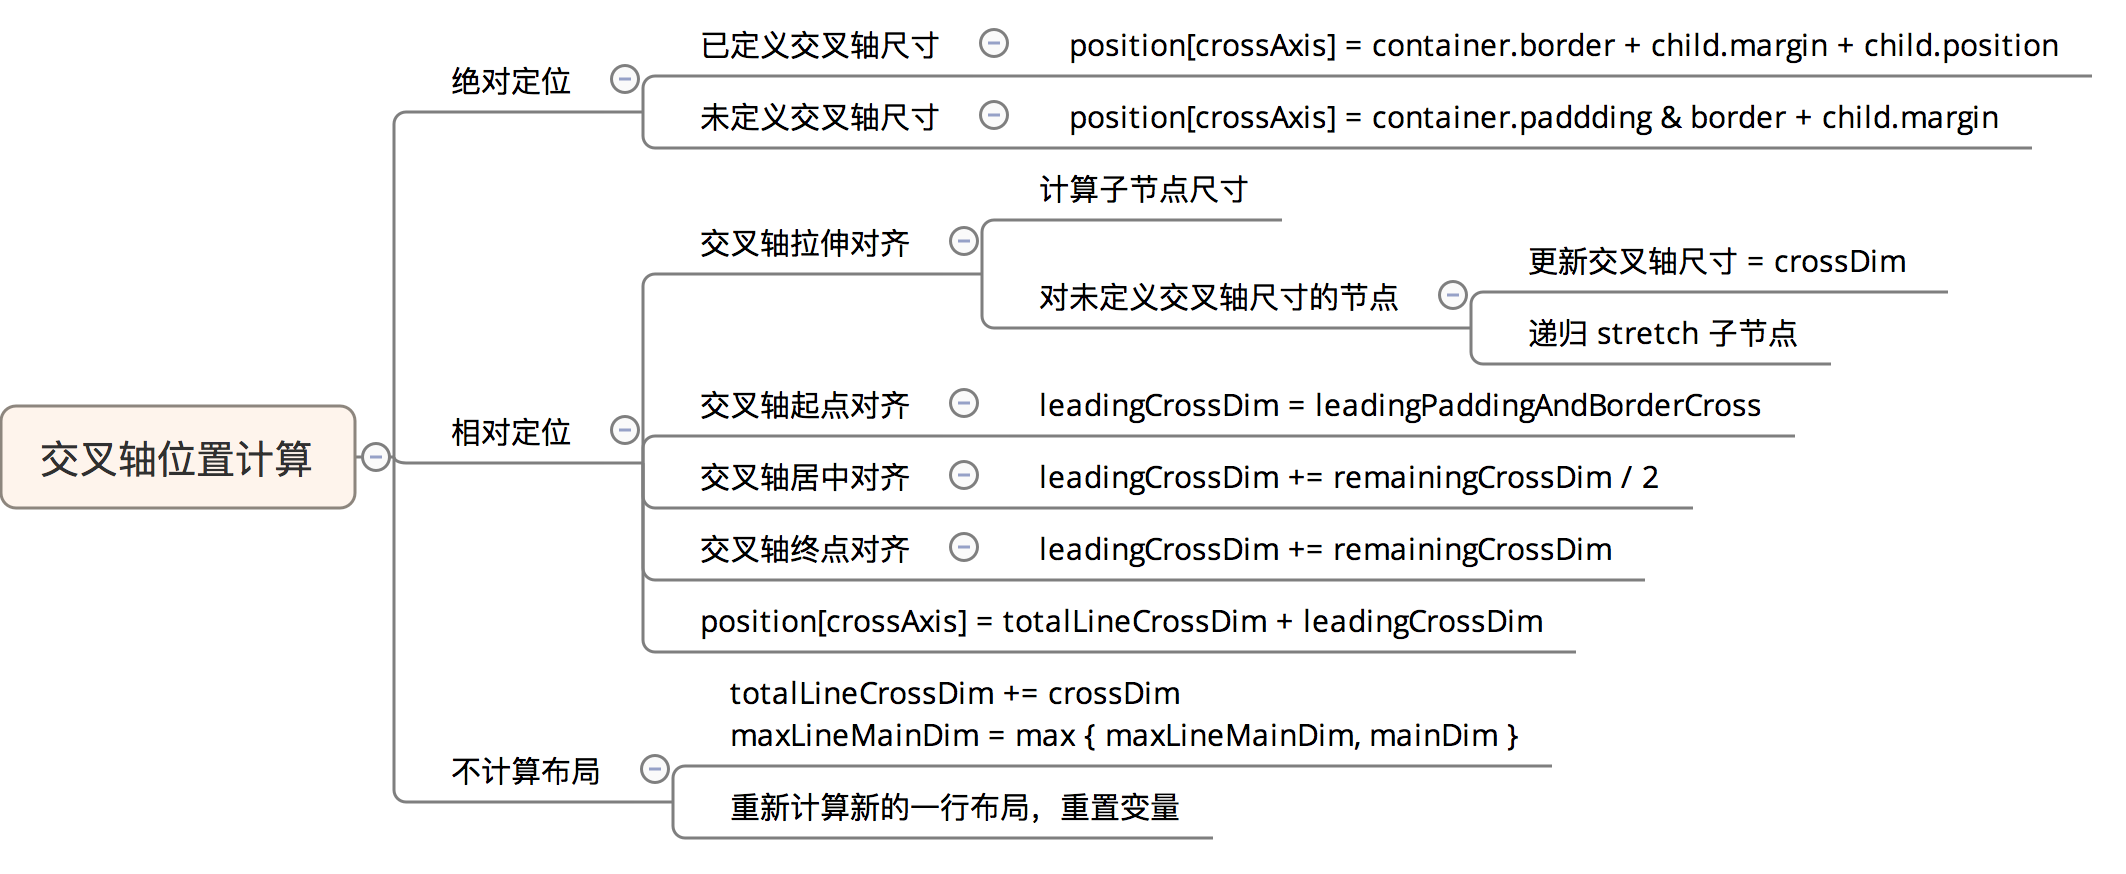 交叉轴位置计算
绝对定位
已定义交叉轴尺寸
position[crossAxis] = container.border + child.margin + child.position
未定义交叉轴尺寸
position[crossAxis] = container.paddding & border + child.margin
相对定位
交叉轴拉伸对齐
计算子节点尺寸
对未定义交叉轴尺寸的节点
更新交叉轴尺寸 = crossDim
递归 stretch 子节点
交叉轴起点对齐
leadingCrossDim = leadingPaddingAndBorderCross
交叉轴居中对齐
leadingCrossDim += remainingCrossDim / 2
交叉轴终点对齐
leadingCrossDim += remainingCrossDim
position[crossAxis] = totalLineCrossDim + leadingCrossDim
不计算布局
totalLineCrossDim += crossDim
maxLineMainDim = max { maxLineMainDim, mainDim }
重新计算新的一行布局，重置变量